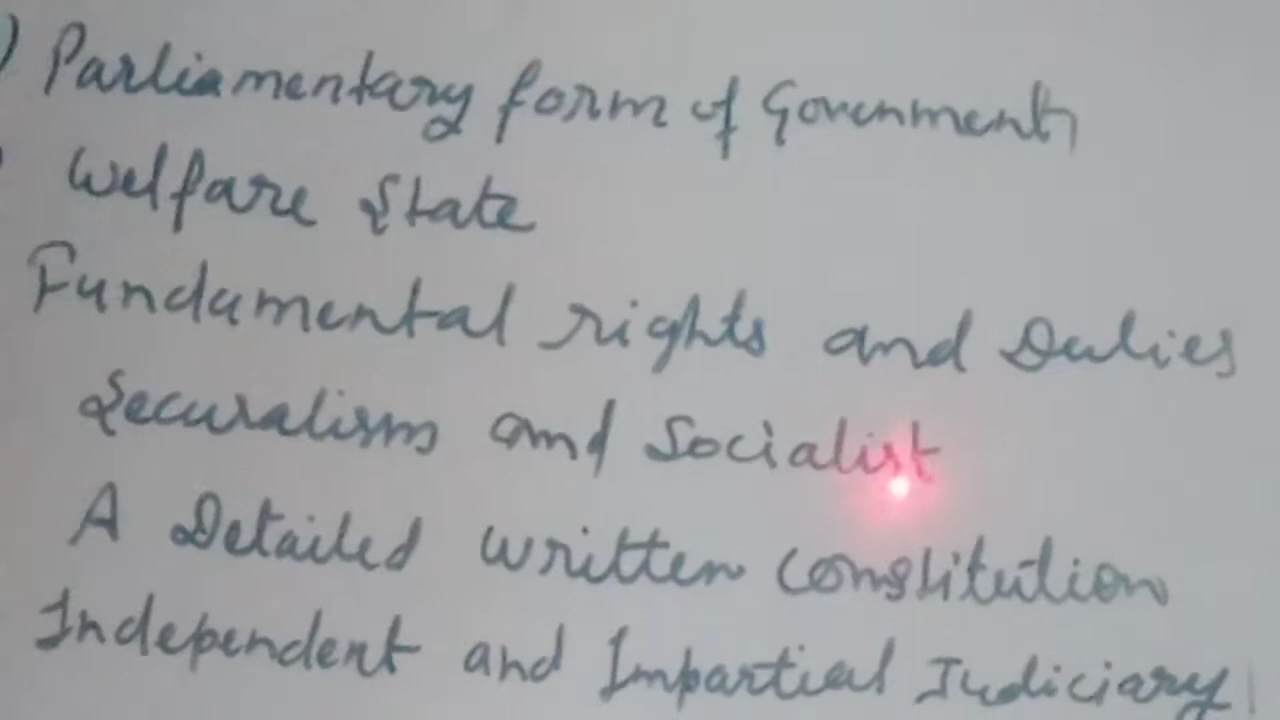 ) Parliamentary form of Government
Welfare State
Fundamental rights and Duties
Securalism and Socialist
A Detailed written constitution
Independent and Impartial Judiciary